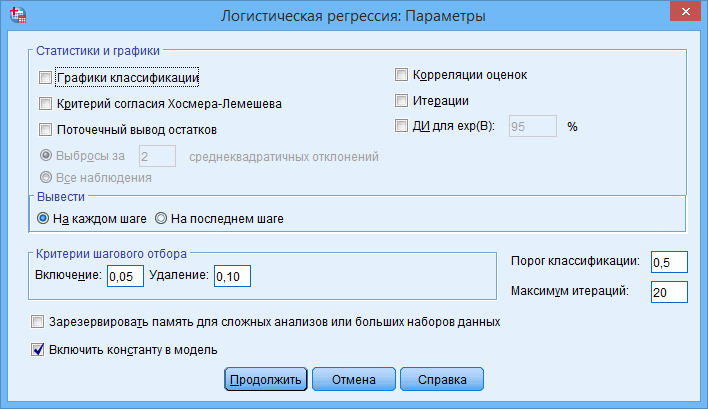 Логистическая регрессия: Параметры
Статистики и графики
Графики классификации
Корреляции оценок
Критерий согласия Хосмера-Лемешева
Итерации
Поточечный вывод остатков
ДИ для exp(B): 95 %
Выбросы за 2 среднеквадратичных отклонений
Все наблюдения
Вывести
На каждом шаге На последнем шаге
Критерии шагового отбора
Включение: 0,05 Удаление: 0,10
Порог классификации: 0,5
Максимум итераций: 20
Зарезервировать память для сложных анализов или больших наборов данных
Включить константу в модель
Продолжить Отмена Справка